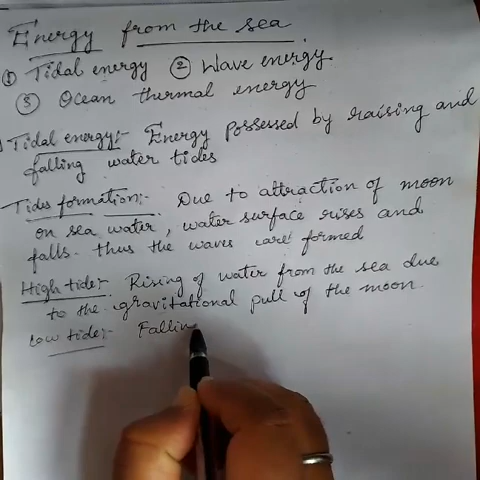 Energy from the sea
① Tidal energy ② Wave energy
③ Ocean thermal energy
Tidal energy:- Energy possessed by raising and
falling water tides
Tides formation:- Due to attraction of moon
on sea water, water surface rises and
falls. thus the waves are formed
High tide:- Rising of water from the sea due
to the gravitational pull of the moon.
Low tide:- Fallin